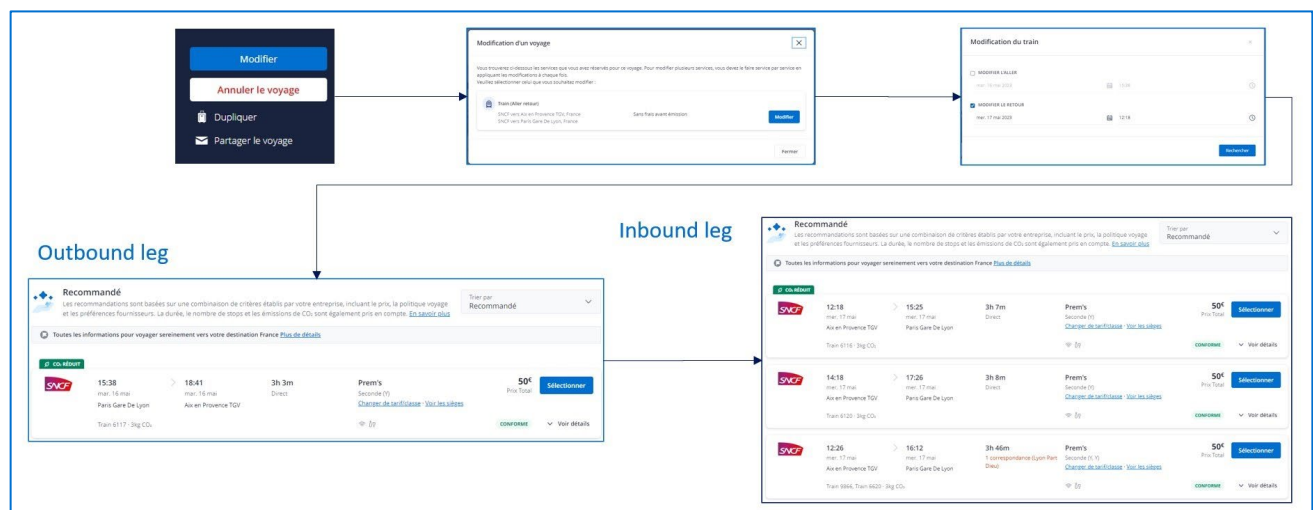 Modifier
Annuler le voyage
Dupliquer
Partager le voyage
Modification d'un voyage
Vous trouverez ci-dessous les services que vous avez réservés pour ce voyage. Pour modifier plusieurs services, vous devez le faire service par service en
appliquant les modifications à chaque fois.
Veuillez sélectionner celui que vous souhaitez modifier :
Train (Aller retour)
SNCF vers Aix en Provence TGV, France
SNCF vers Paris Gare De Lyon, France
Sans frais avant émission
Modifier
Fermer
Modification du train
MODIFIER L'ALLER
MODIFIER LE RETOUR
mer. 17 mai 2023
12:18
Rechercher
Outbound leg
Recommandé
Les recommandations sont basées sur une combinaison de critères établis par votre entreprise, incluant le prix, la politique voyage
et les préférences fournisseurs. La durée, le nombre de stops et les émissions de CO₂ sont également pris en compte. En savoir plus
Trier par
Recommandé
Toutes les informations pour voyager sereinement vers votre destination France Plus de détails
CO₂ RÉDUIT
SNCF
15:38 > 18:41 3h 3m Prem's 50€ Sélectionner
mar. 16 mai mar. 16 mai Direct Seconde (Y) Prix Total
Paris Gare De Lyon Aix en Provence TGV Changer de tarif/classe · Voir les sièges
Train 6117 · 3kg CO₂ CONFORME Voir détails
Inbound leg
Recommandé
Les recommandations sont basées sur une combinaison de critères établis par votre entreprise, incluant le prix, la politique voyage
et les préférences fournisseurs. La durée, le nombre de stops et les émissions de CO₂ sont également pris en compte. En savoir plus
Trier par
Recommandé
Toutes les informations pour voyager sereinement vers votre destination France Plus de détails
CO₂ RÉDUIT
SNCF
12:18 > 15:25 3h 7m Prem's 50€ Sélectionner
mer. 17 mai mer. 17 mai Direct Seconde (Y) Prix Total
Aix en Provence TGV Paris Gare De Lyon Changer de tarif/classe · Voir les sièges
Train 6116 · 3kg CO₂ CONFORME Voir détails
SNCF
14:18 > 17:26 3h 8m Prem's 50€ Sélectionner
mer. 17 mai mer. 17 mai Direct Seconde (Y) Prix Total
Aix en Provence TGV Paris Gare De Lyon Changer de tarif/classe · Voir les sièges
Train 6120 · 3kg CO₂ CONFORME Voir détails
SNCF
12:26 > 16:12 3h 46m Prem's 50€ Sélectionner
mer. 17 mai mer. 17 mai 1 correspondance (Lyon Part Seconde (Y, Y) Prix Total
Aix en Provence TGV Paris Gare De Lyon Dieu) Changer de tarif/classe · Voir les sièges
Train 9866, Train 6620 · 3kg CO₂ CONFORME Voir détails